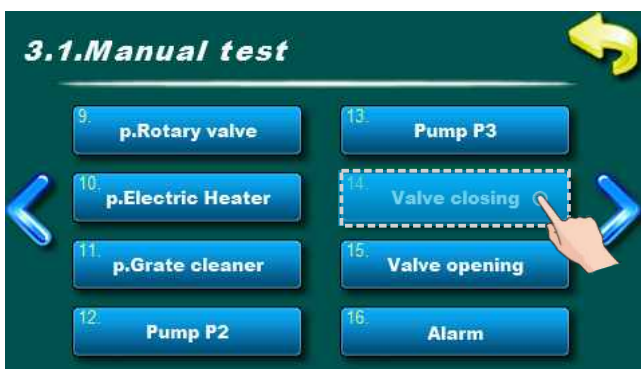 3.1.Manual test
9. p.Rotary valve
10. p.Electric Heater
11. p.Grate cleaner
12. Pump P2
13. Pump P3
14. Valve closing
15. Valve opening
16. Alarm